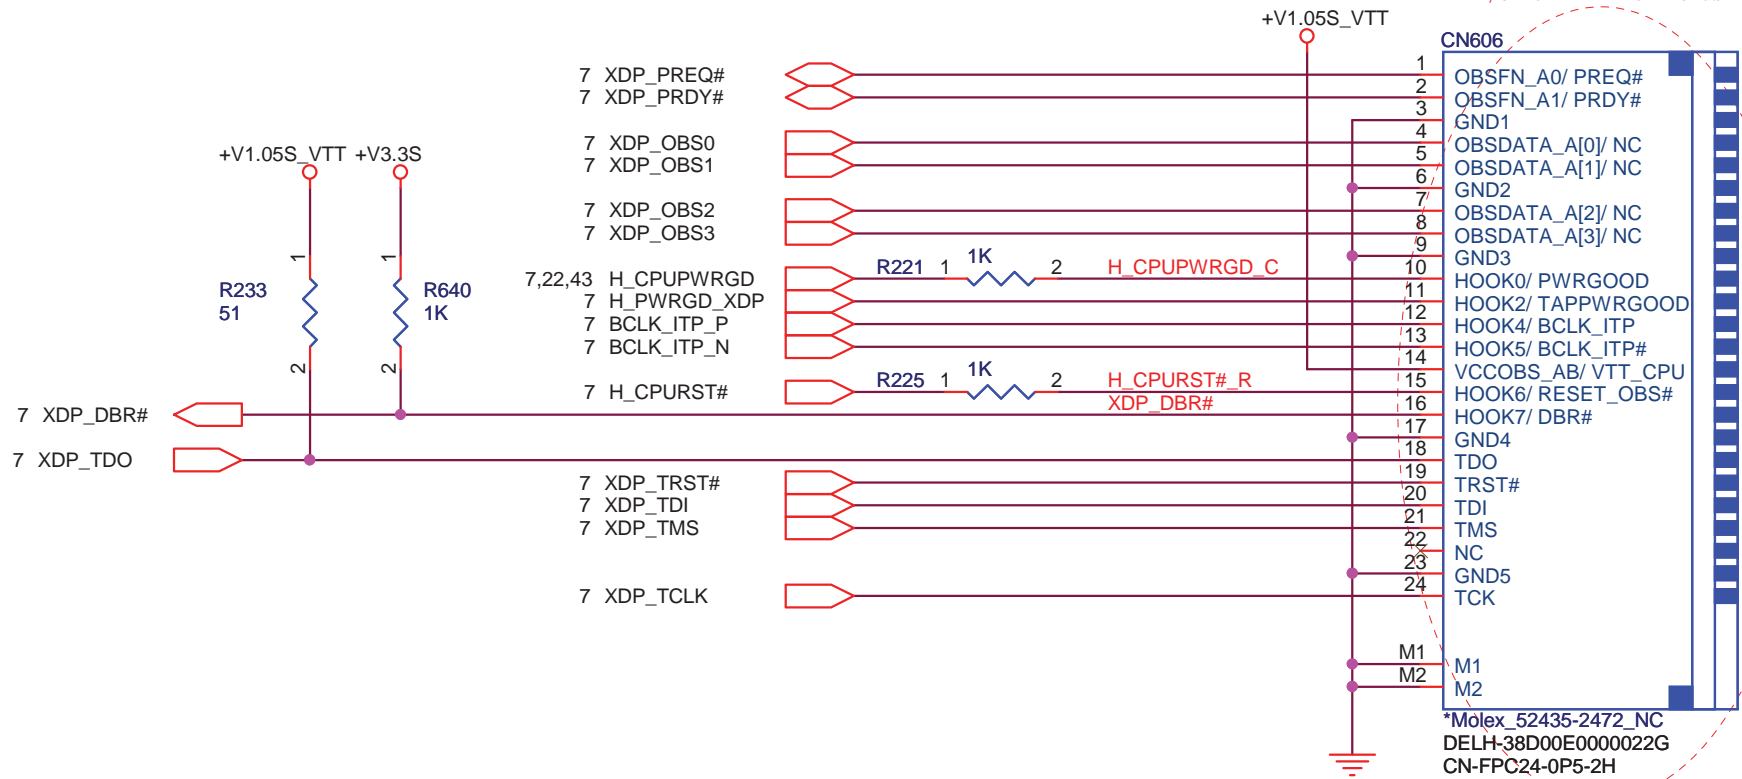 +V1.05S_VTT
CN606
7 XDP_PREQ# 1 OBSFN_A0/ PREQ#
7 XDP_PRDY# 2 OBSFN_A1/ PRDY#
3 GND1
7 XDP_OBS0 4 OBSDATA_A[0]/ NC
+V1.05S_VTT +V3.3S
7 XDP_OBS1 5 OBSDATA_A[1]/ NC
6 GND2
7 XDP_OBS2 7 OBSDATA_A[2]/ NC
7 XDP_OBS3 8 OBSDATA_A[3]/ NC
9 GND3
1 1
7,22,43 H_CPUPWRGD R221 1 1K 2 H_CPUPWRGD_C 10 HOOK0/ PWRGOOD
R233 R640
51 1K
7 H_PWRGD_XDP 11 HOOK2/ TAPPWRGOOD
7 BCLK_ITP_P 12 HOOK4/ BCLK_ITP
7 BCLK_ITP_N 13 HOOK5/ BCLK_ITP#
2 2
14 VCCOBS_AB/ VTT_CPU
7 H_CPURST# R225 1 1K 2 H_CPURST#_R 15 HOOK6/ RESET_OBS#
7 XDP_DBR# XDP_DBR# 16 HOOK7/ DBR#
17 GND4
7 XDP_TDO 18 TDO
7 XDP_TRST# 19 TRST#
7 XDP_TDI 20 TDI
7 XDP_TMS 21 TMS
22 NC
23 GND5
7 XDP_TCLK 24 TCK
M1 M1
M2 M2
*Molex_52435-2472_NC
DELH-38D00E0000022G
CN-FPC24-0P5-2H